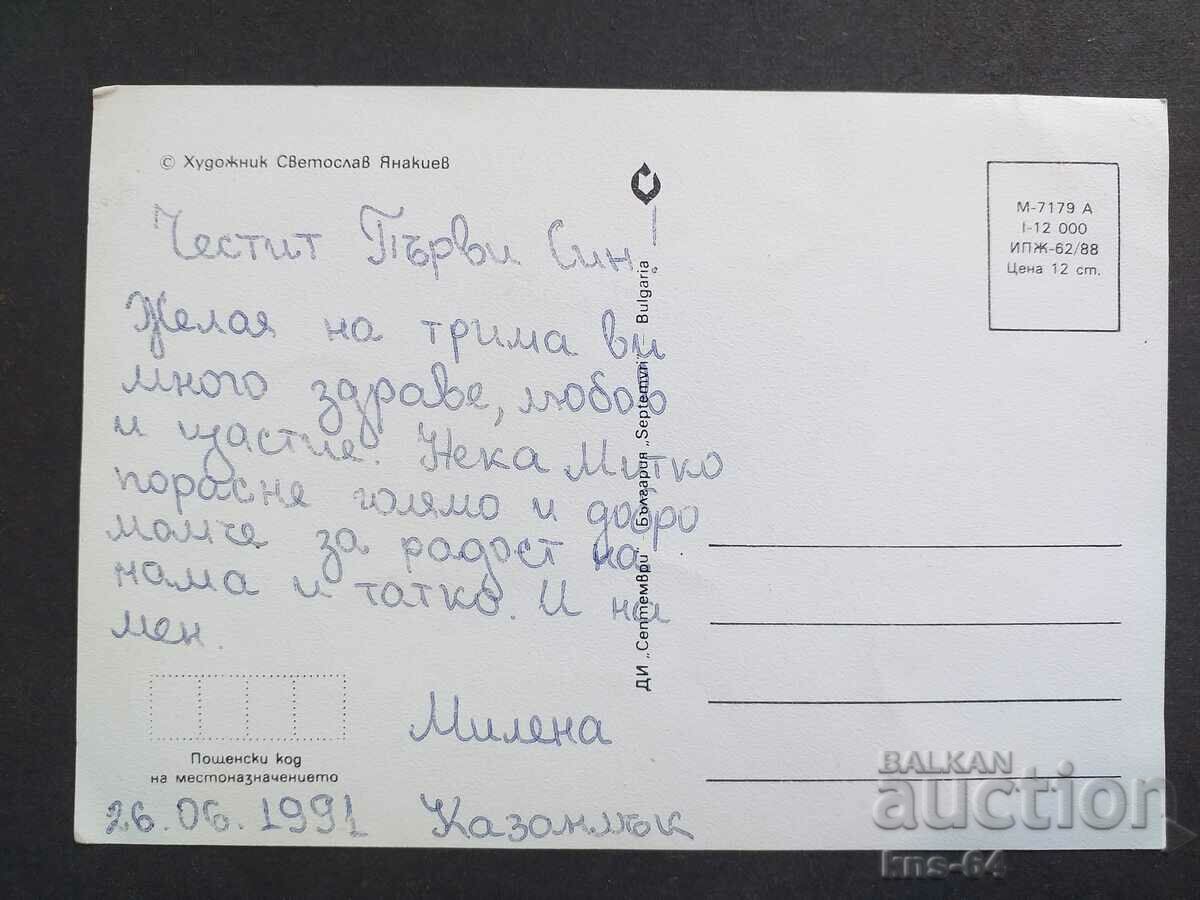 © Художник Светослав Янакиев
Честит Първи Син!
Желая на трима ви
много здраве, любов
и щастие. Нека Митко
порасне голямо и добро
момче за радост на
мама и татко. И на
мен.
Милена
Пощенски код
на местоназначението
26.06.1991 Казанлък
ДИ „Септември" България „Septemvri" Bulgaria
М-7179 А
I-12 000
ИПЖ-62/88
Цена 12 ст.
BALKAN
auction
kns-64